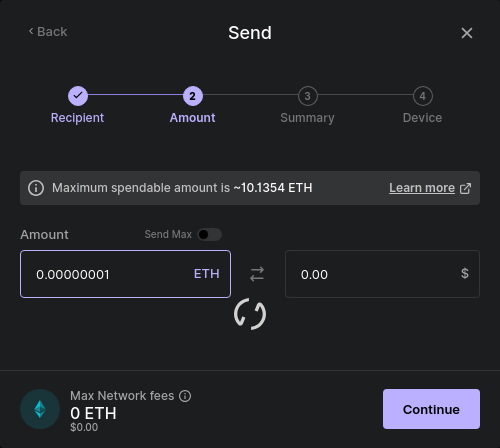 Back
Send
2
3
4
Recipient
Amount
Summary
Device
Maximum spendable amount is ~10.1354 ETH
Learn more
Amount
Send Max
0.00000001 ETH
0.00 $
Max Network fees
0 ETH
$0.00
Continue